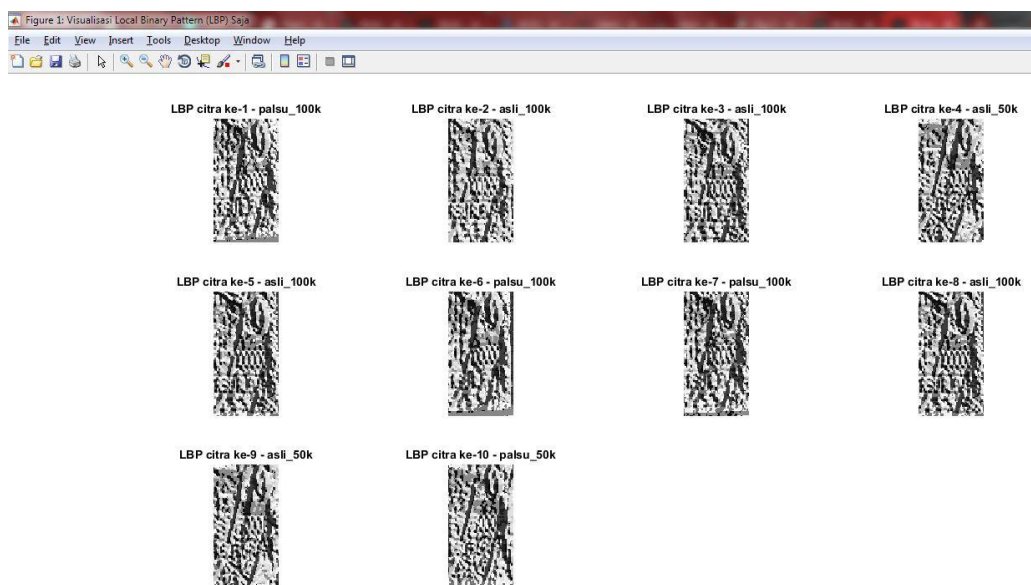 Figure 1: Visualisasi Local Binary Pattern (LBP) Saja
File Edit View Insert Tools Desktop Window Help
LBP citra ke-1 - palsu_100k LBP citra ke-2 - asli_100k LBP citra ke-3 - asli_100k LBP citra ke-4 - asli_50k
LBP citra ke-5 - asli_100k LBP citra ke-6 - palsu_100k LBP citra ke-7 - palsu_100k LBP citra ke-8 - asli_100k
LBP citra ke-9 - asli_50k LBP citra ke-10 - palsu_50k